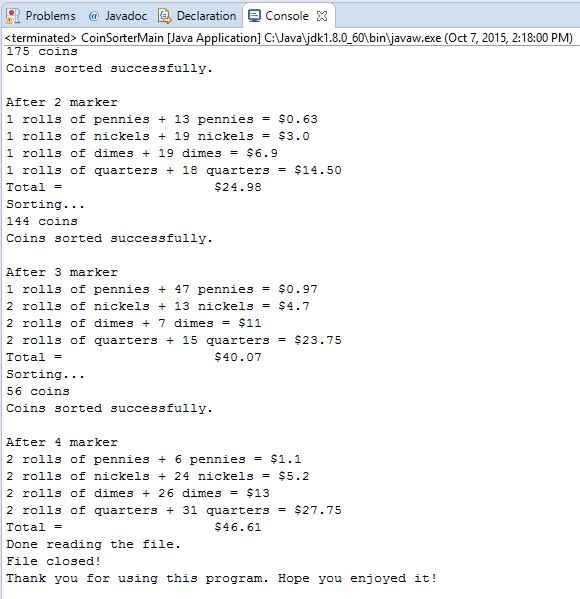 Problems @ Javadoc Declaration Console
<terminated> CoinSorterMain [Java Application] C:\Java\jdk1.8.0_60\bin\javaw.exe (Oct 7, 2015, 2:18:00 PM)
175 coins
Coins sorted successfully.
After 2 marker
1 rolls of pennies + 13 pennies = $0.63
1 rolls of nickels + 19 nickels = $3.0
1 rolls of dimes + 19 dimes = $6.9
1 rolls of quarters + 18 quarters = $14.50
Total = $24.98
Sorting...
144 coins
Coins sorted successfully.
After 3 marker
1 rolls of pennies + 47 pennies = $0.97
2 rolls of nickels + 13 nickels = $4.7
2 rolls of dimes + 7 dimes = $11
2 rolls of quarters + 15 quarters = $23.75
Total = $40.07
Sorting...
56 coins
Coins sorted successfully.
After 4 marker
2 rolls of pennies + 6 pennies = $1.1
2 rolls of nickels + 24 nickels = $5.2
2 rolls of dimes + 26 dimes = $13
2 rolls of quarters + 31 quarters = $27.75
Total = $46.61
Done reading the file.
File closed!
Thank you for using this program. Hope you enjoyed it!